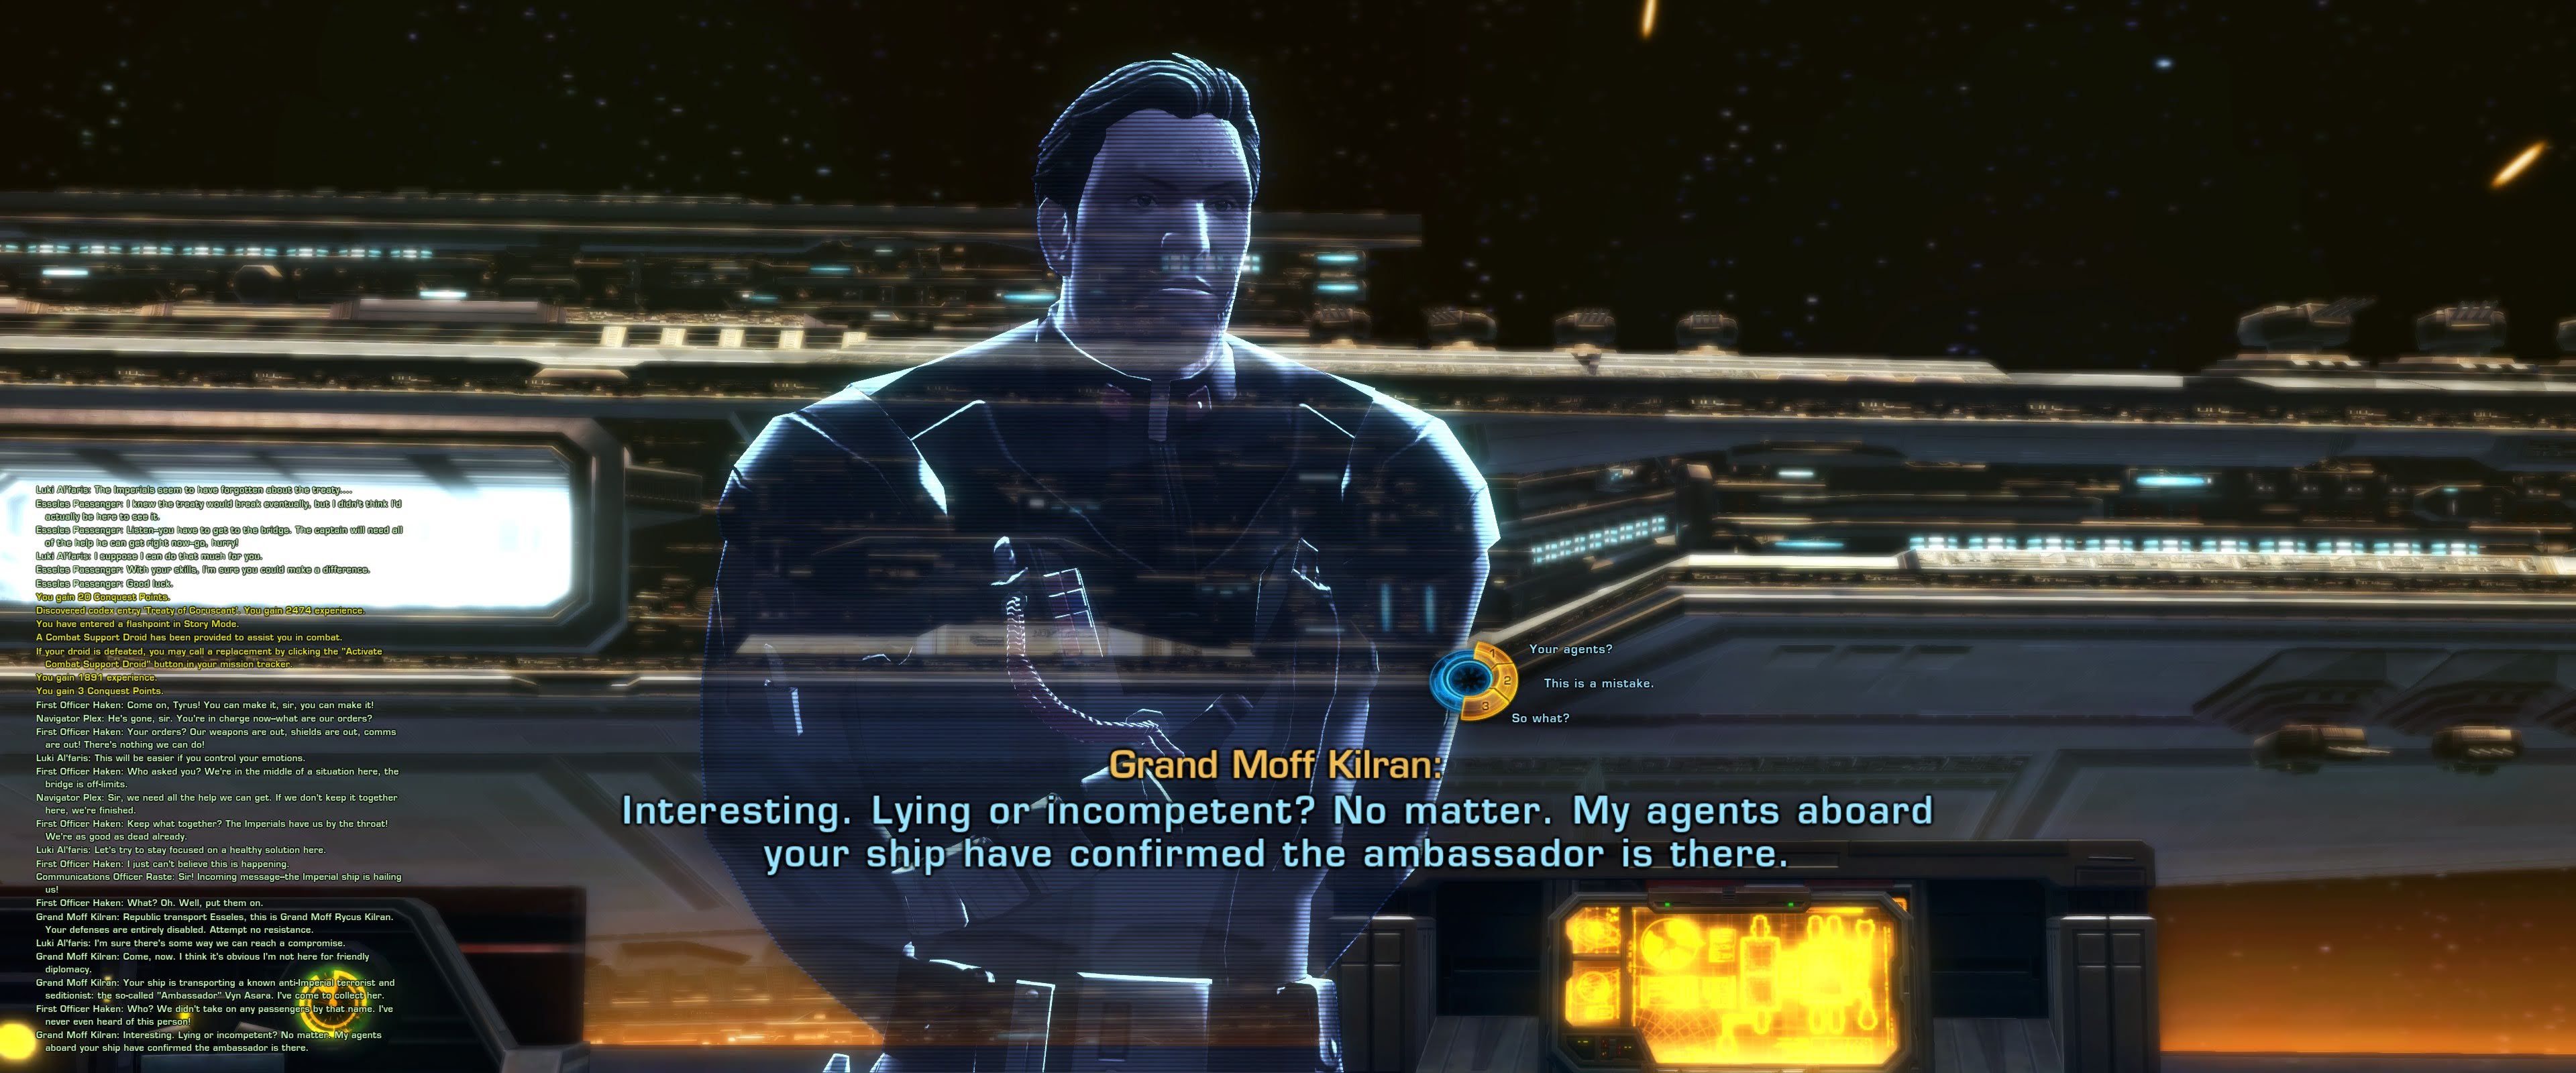 Luki Al'faris: The Imperials seem to have forgotten about the treaty....
Esseles Passenger: I knew the treaty would break eventually, but I didn't think I'd
actually be here to see it.
Esseles Passenger: Listen—you have to get to the bridge. The captain will need all
of the help he can get right now—go, hurry!
Luki Al'faris: I suppose I can do that much for you.
Esseles Passenger: With your skills, I'm sure you could make a difference.
Esseles Passenger: Good luck.
You gain 20 Conquest Points.
Discovered codex entry 'Treaty of Coruscant'. You gain 2474 experience.
You have entered a flashpoint in Story Mode.
A Combat Support Droid has been provided to assist you in combat.
If your droid is defeated, you may call a replacement by clicking the "Activate
Combat Support Droid" button in your mission tracker.
You gain 1891 experience.
You gain 3 Conquest Points.
First Officer Haken: Come on, Tyrus! You can make it, sir, you can make it!
Navigator Plex: He's gone, sir. You're in charge now—what are our orders?
First Officer Haken: Your orders? Our weapons are out, shields are out, comms
are out! There's nothing we can do!
Luki Al'faris: This will be easier if you control your emotions.
First Officer Haken: Who asked you? We're in the middle of a situation here, the
bridge is off-limits.
Navigator Plex: Sir, we need all the help we can get. If we don't keep it together
here, we're finished.
First Officer Haken: Keep what together? The Imperials have us by the throat!
We're as good as dead already.
Luki Al'faris: Let's try to stay focused on a healthy solution here.
First Officer Haken: I just can't believe this is happening.
Communications Officer Raste: Sir! Incoming message—the Imperial ship is hailing
us!
First Officer Haken: What? Oh. Well, put them on.
Grand Moff Kilran: Republic transport Esseles, this is Grand Moff Rycus Kilran.
Your defenses are entirely disabled. Attempt no resistance.
Luki Al'faris: I'm sure there's some way we can reach a compromise.
Grand Moff Kilran: Come, now. I think it's obvious I'm not here for friendly
diplomacy.
Grand Moff Kilran: Your ship is transporting a known anti-Imperial terrorist and
seditionist: the so-called "Ambassador" Vyn Asara. I've come to collect her.
First Officer Haken: Who? We didn't take on any passengers by that name. I've
never even heard of this person!
Grand Moff Kilran: Interesting. Lying or incompetent? No matter. My agents
aboard your ship have confirmed the ambassador is there.
1 Your agents?
2 This is a mistake.
3 So what?
Grand Moff Kilran:
Interesting. Lying or incompetent? No matter. My agents aboard
your ship have confirmed the ambassador is there.